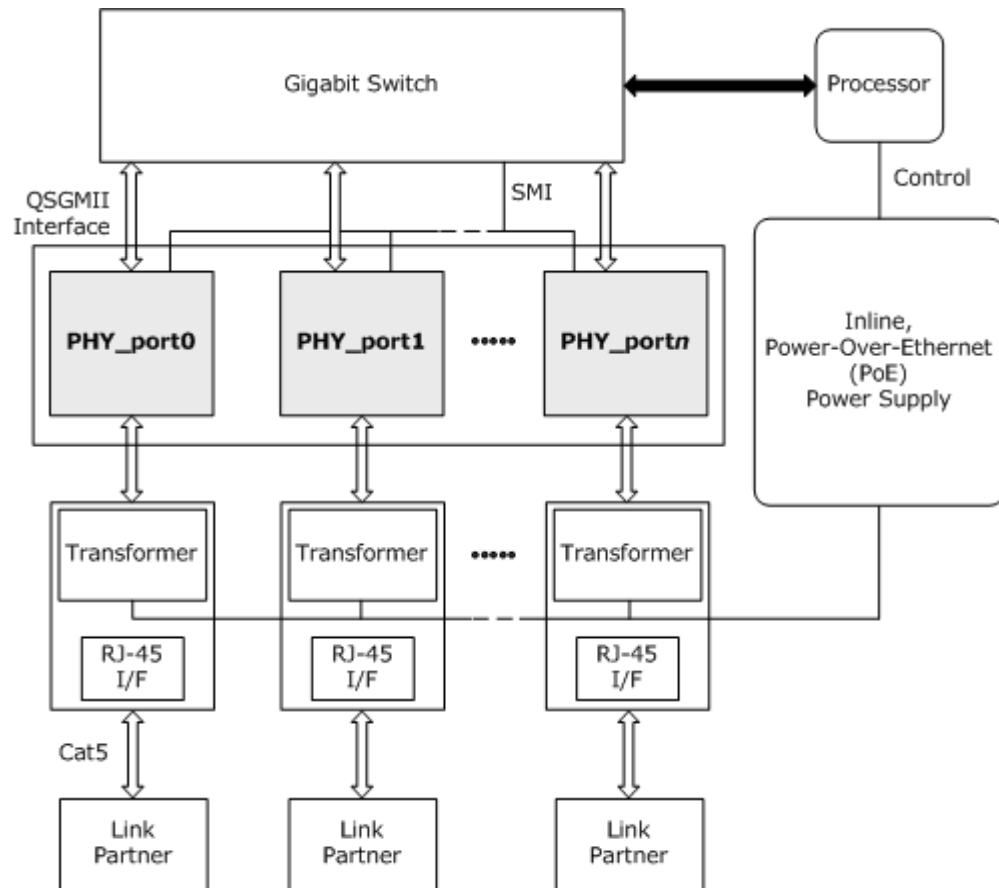 Gigabit Switch
Processor
QSGMII
Interface
SMI
Control
PHY_port0
PHY_port1
PHY_portn
Inline,
Power-Over-Ethernet
(PoE)
Power Supply
Transformer
Transformer
Transformer
RJ-45
I/F
RJ-45
I/F
RJ-45
I/F
Cat5
Link
Partner
Link
Partner
Link
Partner